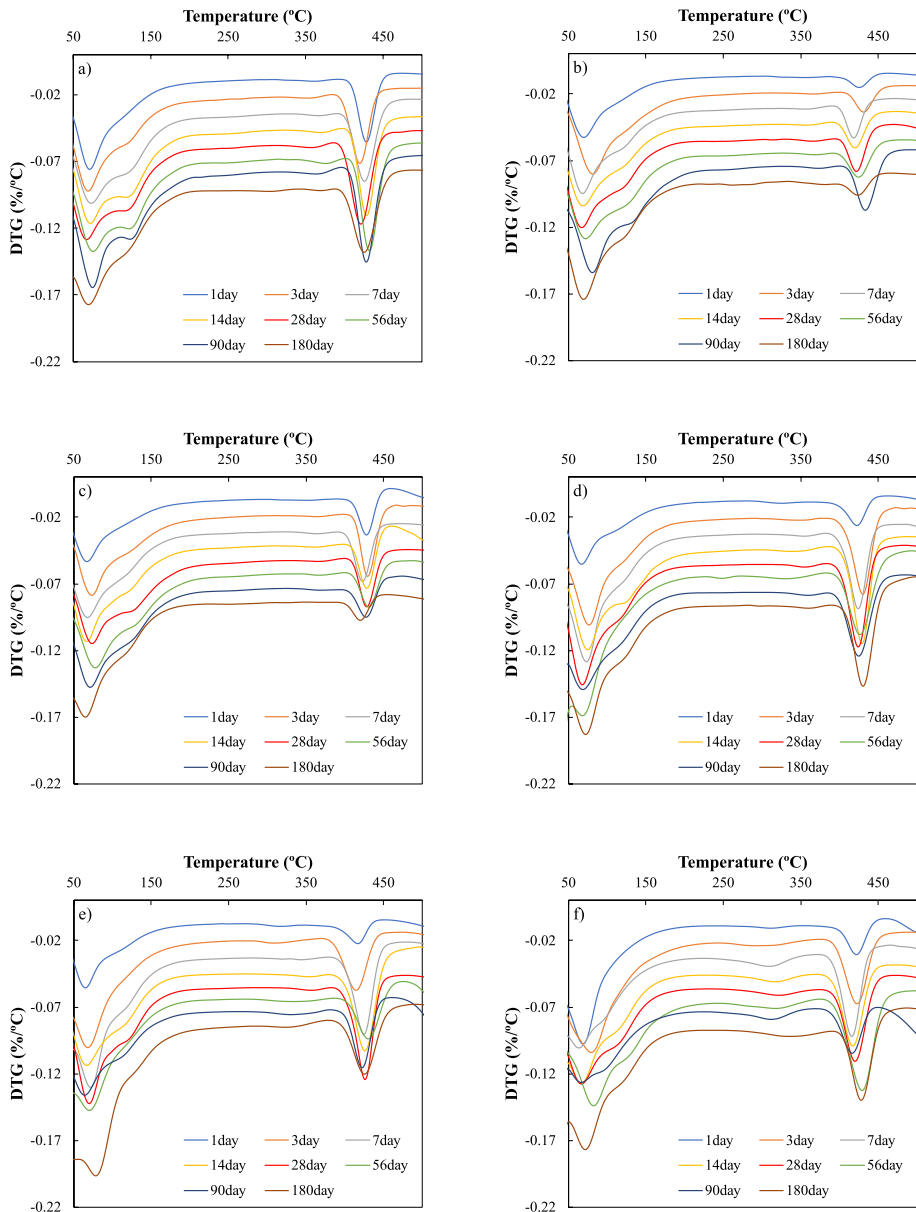 Temperature (ºC)
50 150 250 350 450
a)
-0.02
-0.07
-0.12
-0.17
-0.22
DTG (%/ºC)
1day 3day 7day
14day 28day 56day
90day 180day
Temperature (ºC)
50 150 250 350 450
b)
-0.02
-0.07
-0.12
-0.17
-0.22
DTG (%/ºC)
1day 3day 7day
14day 28day 56day
90day 180day
Temperature (ºC)
50 150 250 350 450
c)
-0.02
-0.07
-0.12
-0.17
-0.22
DTG (%/ºC)
1day 3day 7day
14day 28day 56day
90day 180day
Temperature (ºC)
50 150 250 350 450
d)
-0.02
-0.07
-0.12
-0.17
-0.22
DTG (%/ºC)
1day 3day 7day
14day 28day 56day
90day 180day
Temperature (ºC)
50 150 250 350 450
e)
-0.02
-0.07
-0.12
-0.17
-0.22
DTG (%/ºC)
1day 3day 7day
14day 28day 56day
90day 180day
Temperature (ºC)
50 150 250 350 450
f)
-0.02
-0.07
-0.12
-0.17
-0.22
DTG (%/ºC)
1day 3day 7day
14day 28day 56day
90day 180day